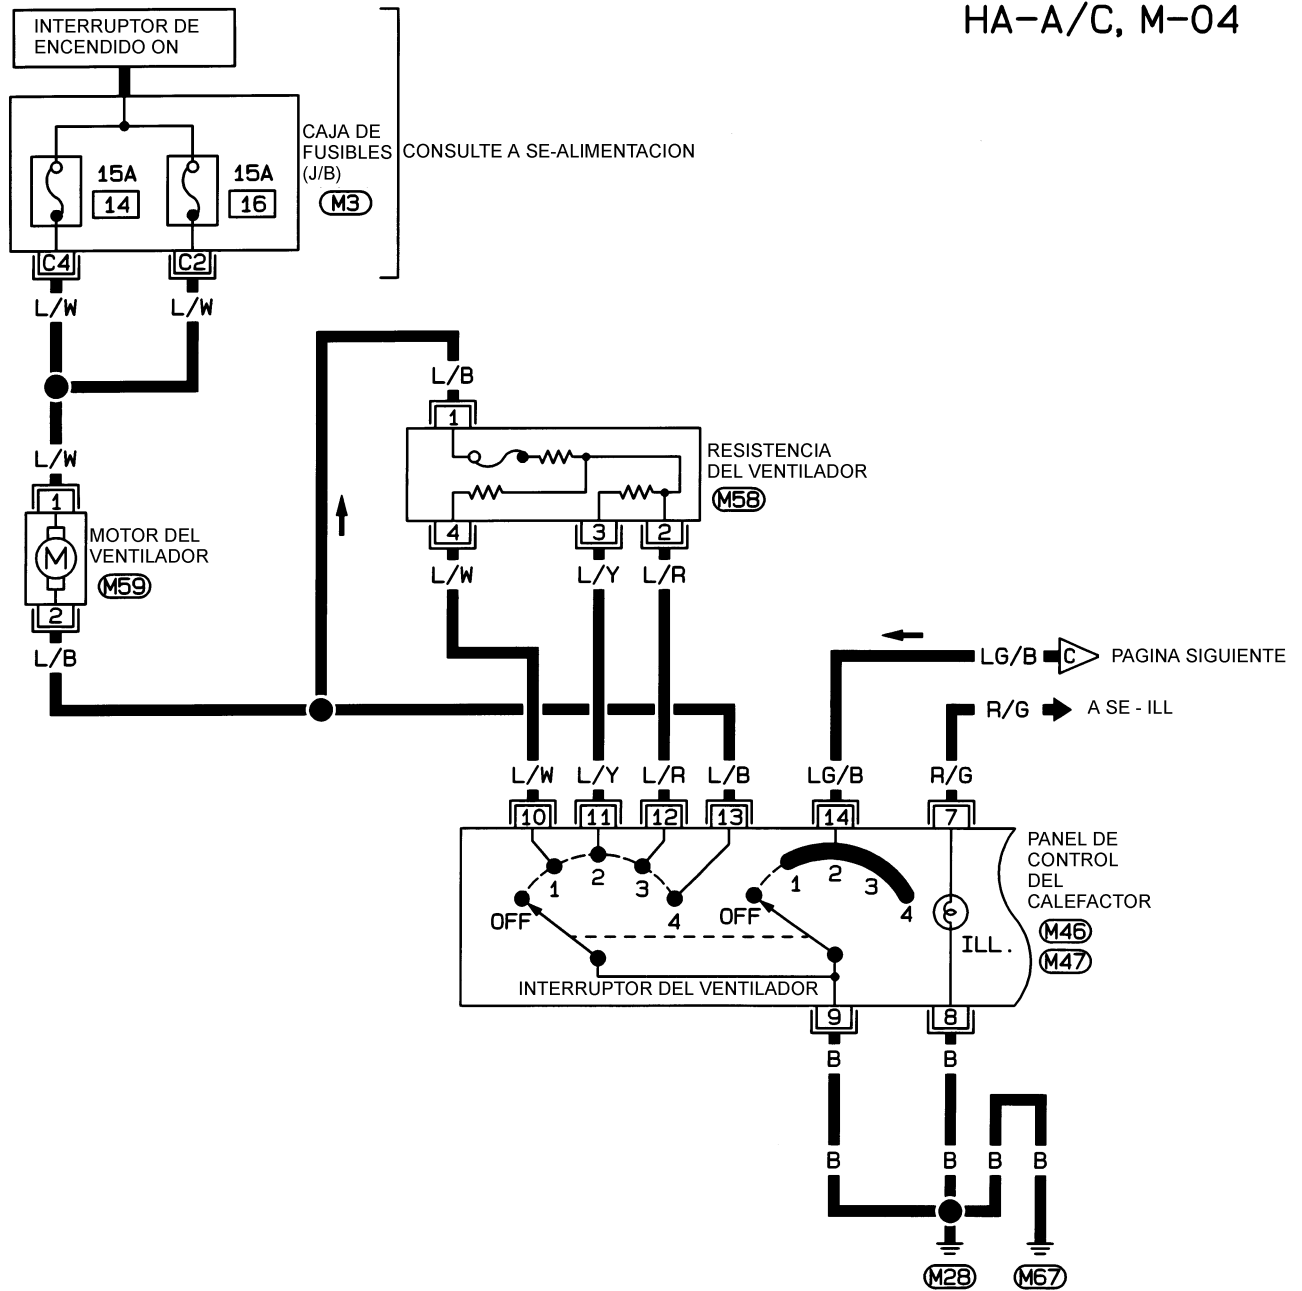 HA-A/C, M-04
INTERRUPTOR DE
ENCENDIDO ON
CAJA DE
FUSIBLES
(J/B)
M3
CONSULTE A SE-ALIMENTACION
15A
14
15A
16
C4
C2
L/W
L/W
L/B
1
RESISTENCIA
DEL VENTILADOR
M58
L/W
1
MOTOR DEL
VENTILADOR
M
M59
2
L/B
4
3
2
L/W
L/Y
L/R
LG/B
C
PAGINA SIGUIENTE
R/G
A SE - ILL
L/W
L/Y
L/R
L/B
LG/B
R/G
10
11
12
13
14
7
PANEL DE
CONTROL
DEL
CALEFACTOR
M46
M47
OFF
1
2
3
4
OFF
1
2
3
4
ILL.
INTERRUPTOR DEL VENTILADOR
9
8
B
B
B
B
B
B
M28
M67